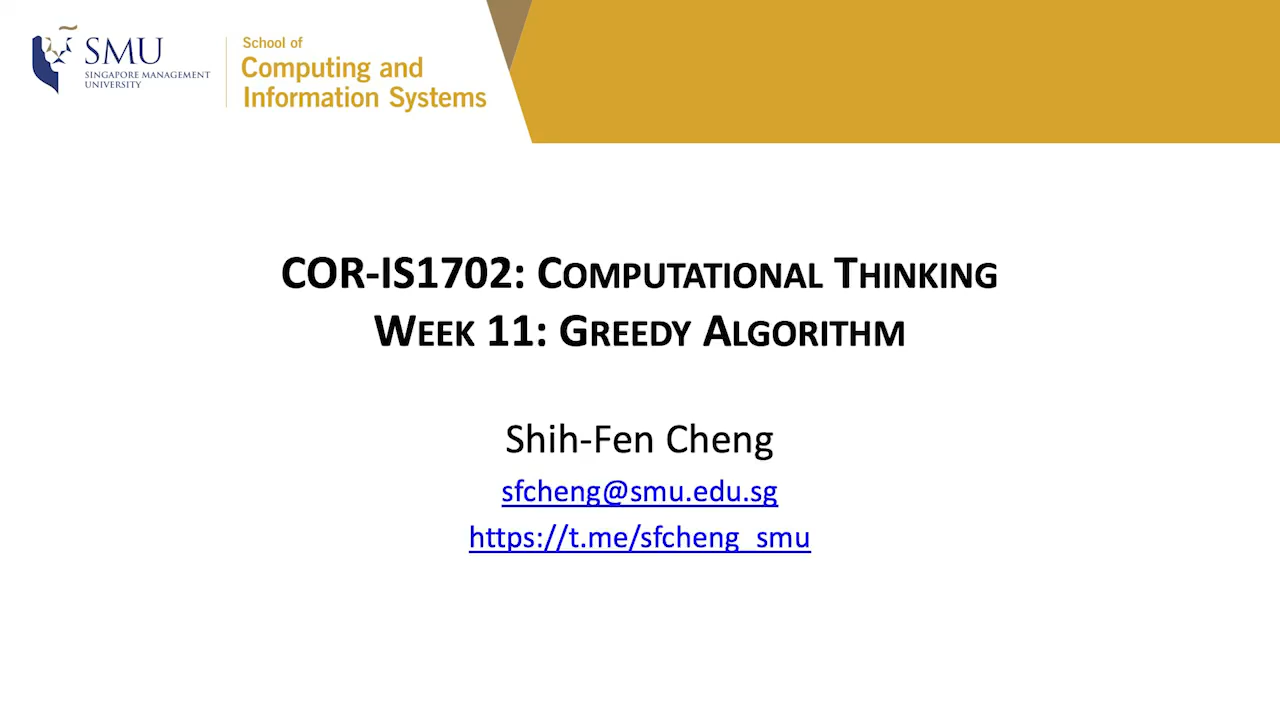 SMU
SINGAPORE MANAGEMENT
UNIVERSITY
School of
Computing and
Information Systems
COR-IS1702: COMPUTATIONAL THINKING
WEEK 11: GREEDY ALGORITHM
Shih-Fen Cheng
sfcheng@smu.edu.sg
https://t.me/sfcheng_smu